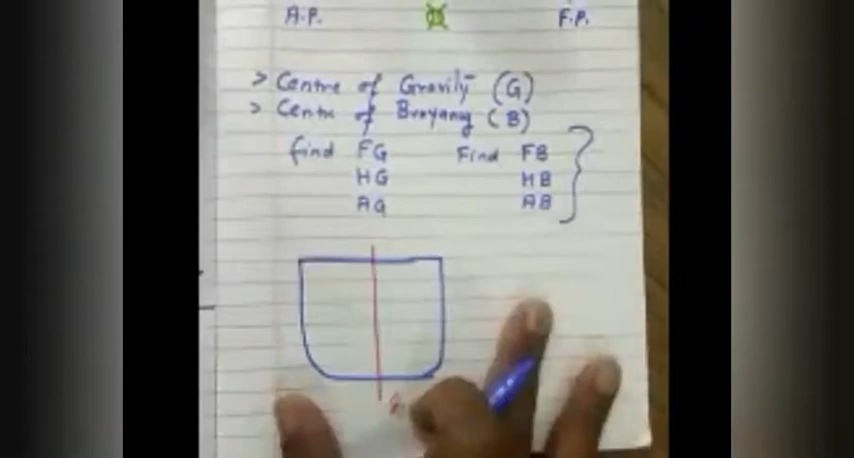 A.P. F.P.
> Centre of Gravity (G)
> Centre of Buoyancy (B)
find FG Find FB
HG HB
AG AB